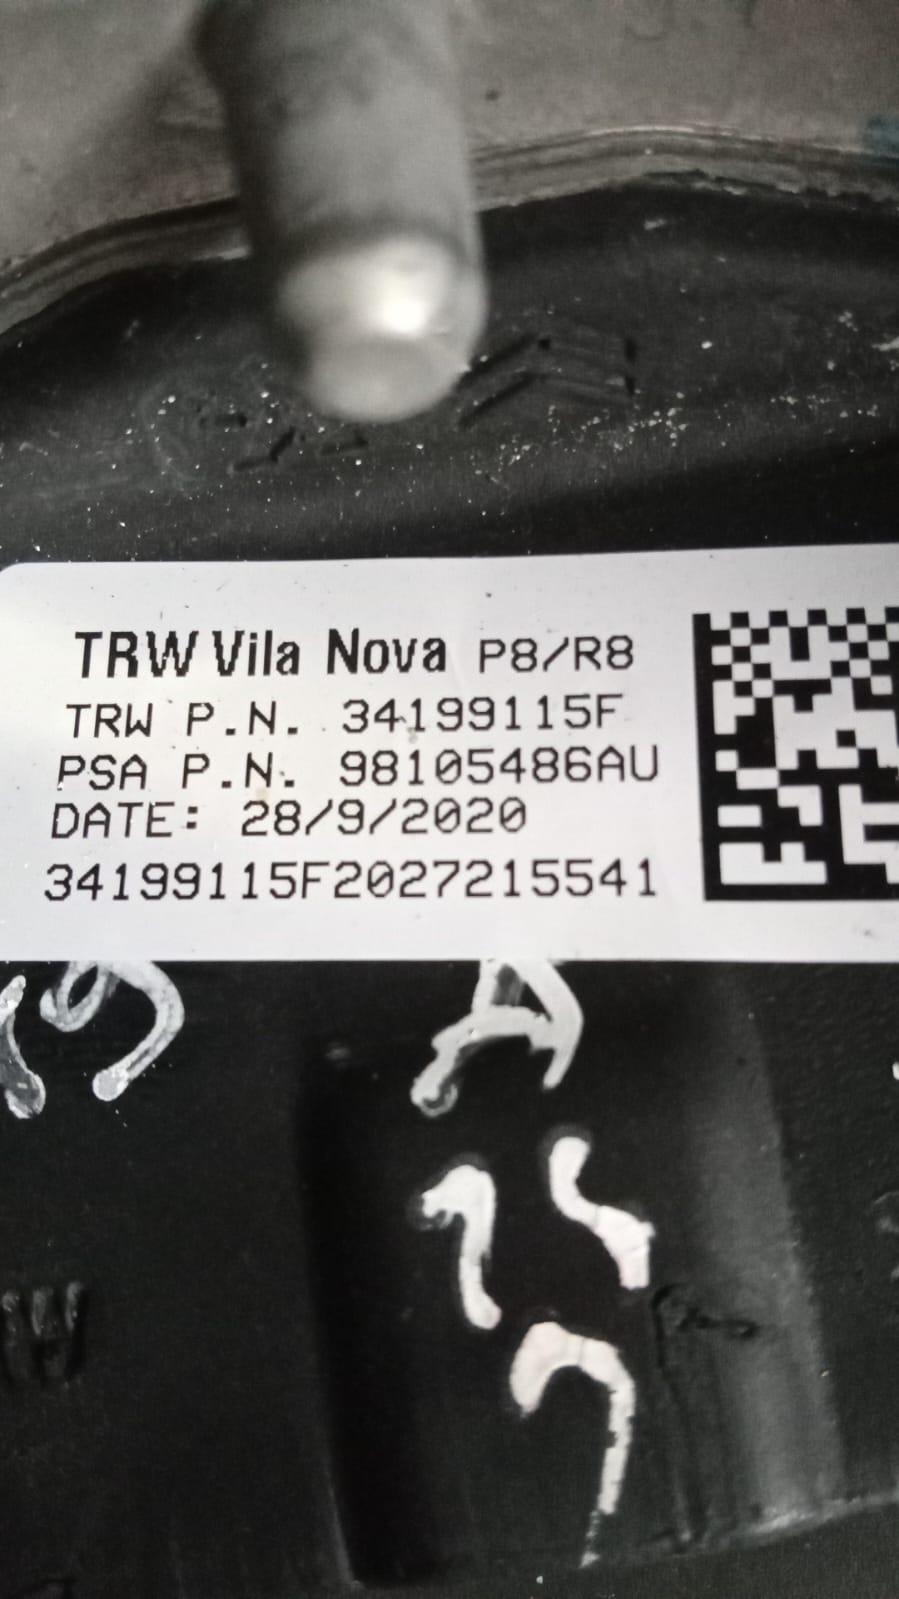 TRW Vila Nova P8/R8
TRW P.N. 34199115F
PSA P.N. 98105486AU
DATE: 28/9/2020
34199115F2027215541
A